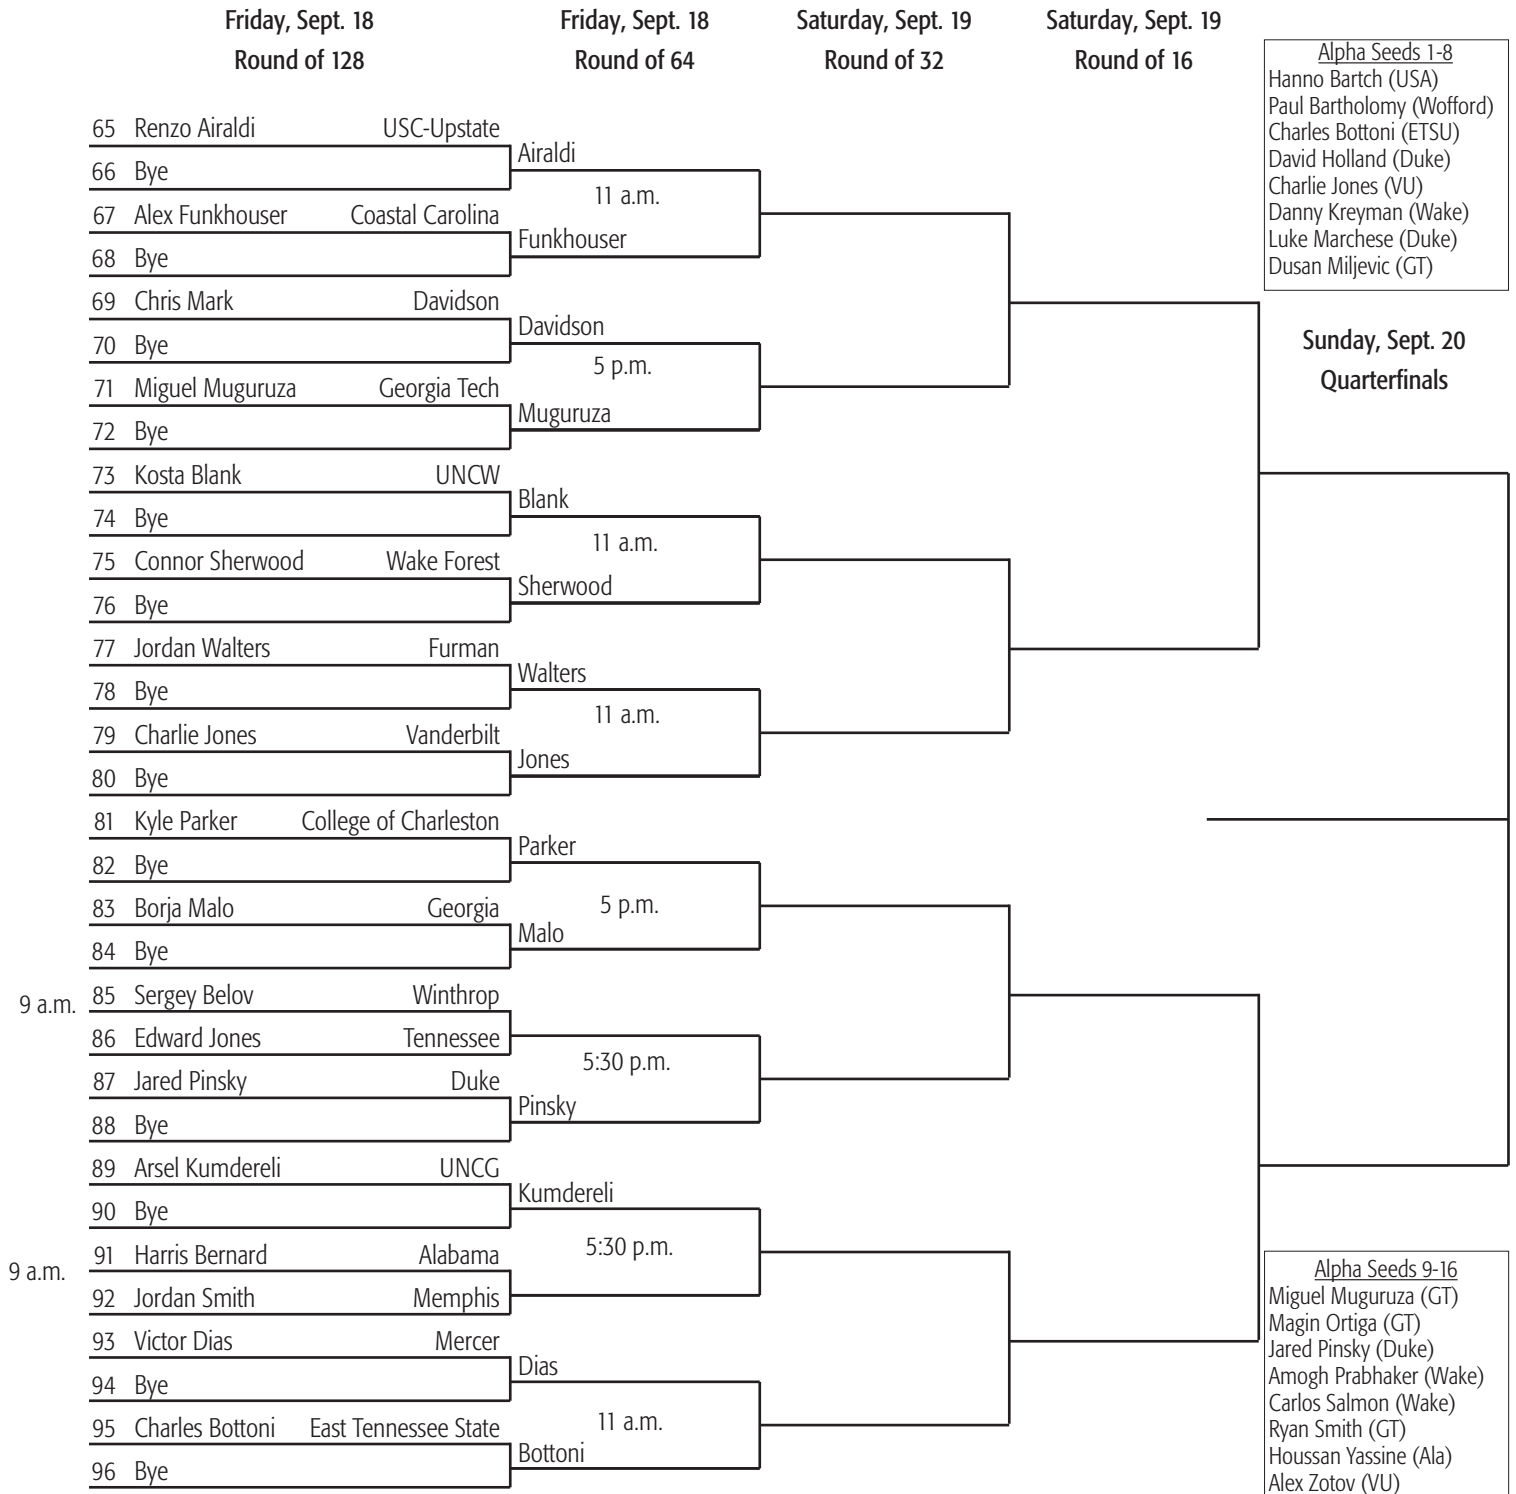 Friday, Sept. 18
Round of 128
Friday, Sept. 18
Round of 64
Saturday, Sept. 19
Round of 32
Saturday, Sept. 19
Round of 16
Alpha Seeds 1-8
Hanno Bartch (USA)
Paul Bartholomy (Wofford)
Charles Bottoni (ETSU)
David Holland (Duke)
Charlie Jones (VU)
Danny Kreyman (Wake)
Luke Marchese (Duke)
Dusan Miljevic (GT)
Sunday, Sept. 20
Quarterfinals
65 Renzo Airaldi USC-Upstate
66 Bye
67 Alex Funkhouser Coastal Carolina
68 Bye
69 Chris Mark Davidson
70 Bye
71 Miguel Muguruza Georgia Tech
72 Bye
73 Kosta Blank UNCW
74 Bye
75 Connor Sherwood Wake Forest
76 Bye
77 Jordan Walters Furman
78 Bye
79 Charlie Jones Vanderbilt
80 Bye
81 Kyle Parker College of Charleston
82 Bye
83 Borja Malo Georgia
84 Bye
9 a.m.
85 Sergey Belov Winthrop
86 Edward Jones Tennessee
87 Jared Pinsky Duke
88 Bye
89 Arsel Kumdereli UNCG
90 Bye
9 a.m.
91 Harris Bernard Alabama
92 Jordan Smith Memphis
93 Victor Dias Mercer
94 Bye
95 Charles Bottoni East Tennessee State
96 Bye
Airaldi
11 a.m.
Funkhouser
Davidson
5 p.m.
Muguruza
Blank
11 a.m.
Sherwood
Walters
11 a.m.
Jones
Parker
5 p.m.
Malo
5:30 p.m.
Pinsky
Kumdereli
5:30 p.m.
Dias
11 a.m.
Bottoni
Alpha Seeds 9-16
Miguel Muguruza (GT)
Magin Ortiga (GT)
Jared Pinsky (Duke)
Amogh Prabhaker (Wake)
Carlos Salmon (Wake)
Ryan Smith (GT)
Houssan Yassine (Ala)
Alex Zotov (VU)